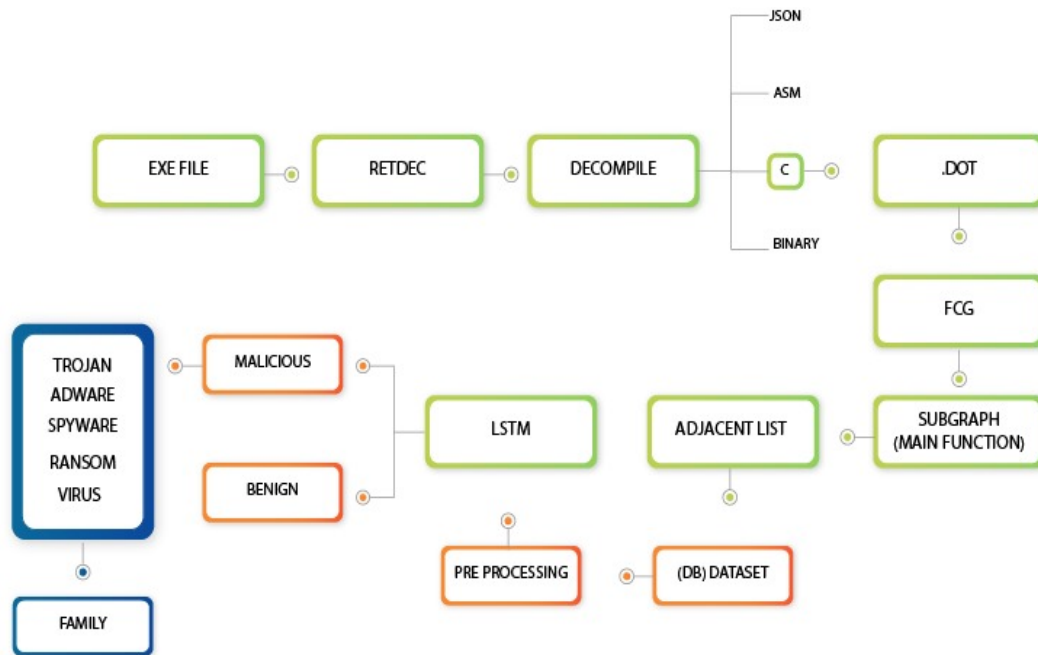 JSON
ASM
EXE FILE
RETDEC
DECOMPILE
C
.DOT
BINARY
FCG
TROJAN
ADWARE
SPYWARE
RANSOM
VIRUS
MALICIOUS
BENIGN
LSTM
ADJACENT LIST
SUBGRAPH
(MAIN FUNCTION)
PRE PROCESSING
(DB) DATASET
FAMILY